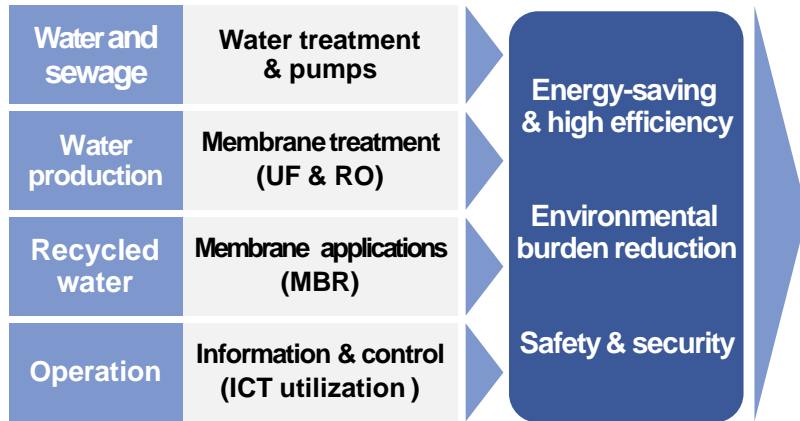 Water and
sewage
Water treatment
& pumps
Water
production
Membrane treatment
(UF & RO)
Recycled
water
Membrane applications
(MBR)
Operation
Information & control
(ICT utilization )
Energy-saving
& high efficiency
Environmental
burden reduction
Safety & security